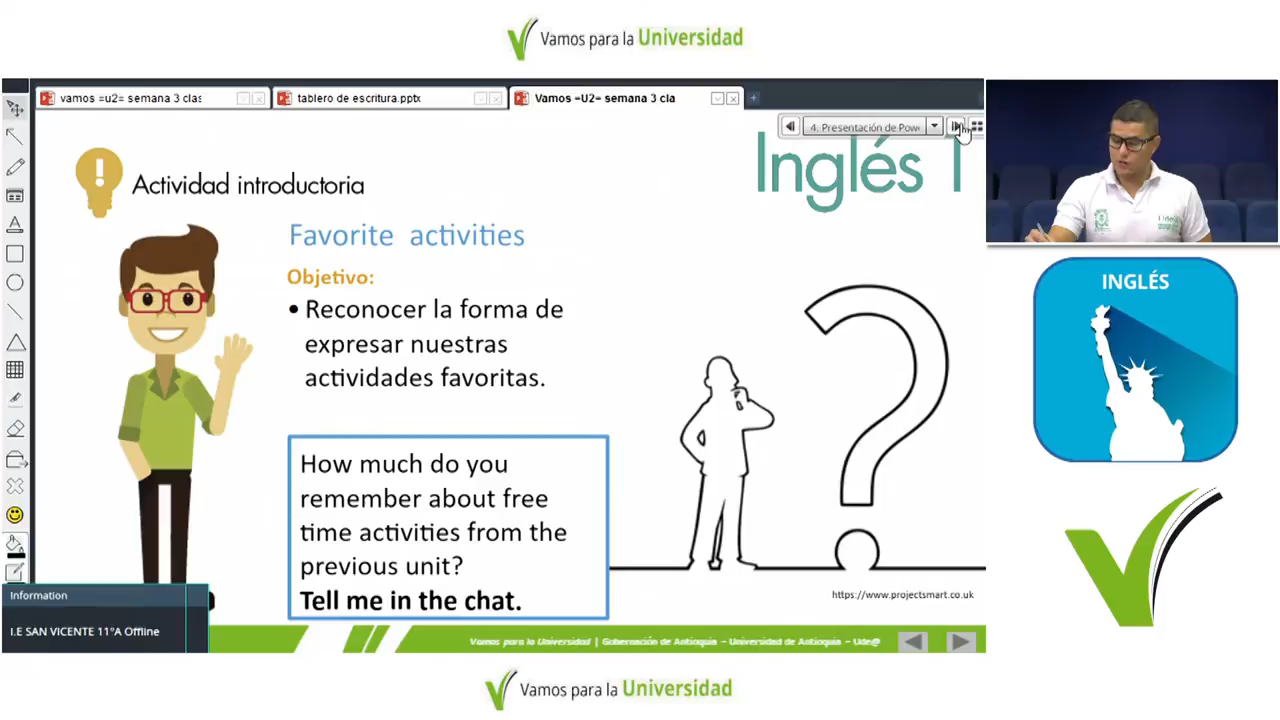 Vamos para la Universidad
vamos =u2= semana 3 clas
tablero de escritura.pptx
Vamos =U2= semana 3 cla
4. Presentación de Pow
Inglés 1
Actividad introductoria
Favorite activities
Objetivo:
• Reconocer la forma de
expresar nuestras
actividades favoritas.
How much do you
remember about free
time activities from the
previous unit?
Tell me in the chat.
https://www.projectsmart.co.uk
INGLÉS
Information
I.E SAN VICENTE 11°A Offline
Vamos para la Universidad | Gobernación de Antioquia – Universidad de Antioquia – Ude@
Vamos para la Universidad